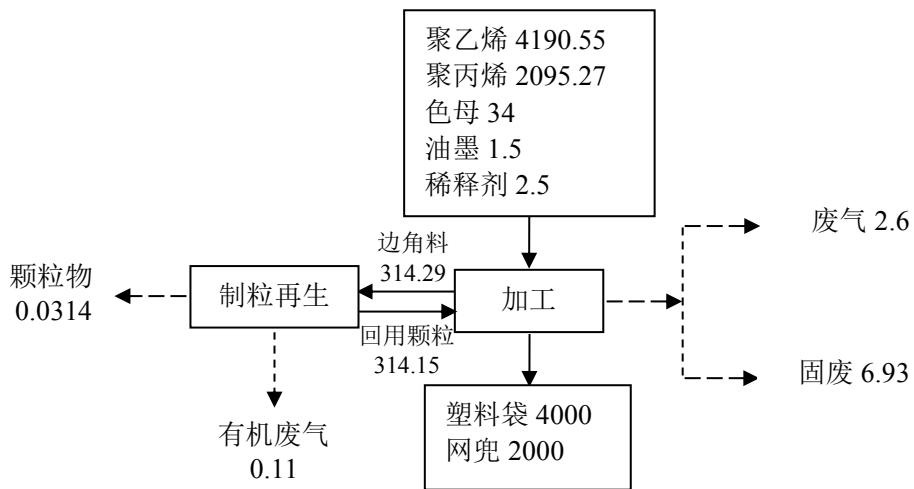 聚乙烯 4190.55
聚丙烯 2095.27
色母 34
油墨 1.5
稀释剂 2.5
废气 2.6
边角料
314.29
颗粒物
0.0314
制粒再生
加工
回用颗粒
314.15
固废 6.93
塑料袋 4000
网兜 2000
有机废气
0.11